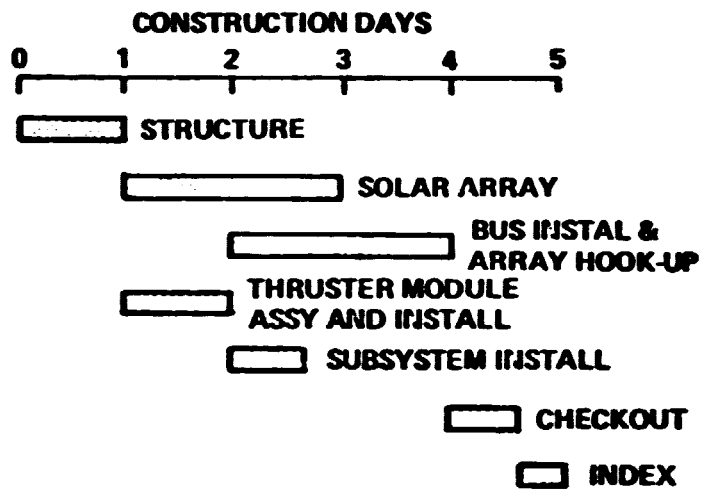 CONSTRUCTION DAYS
0 1 2 3 4 5
STRUCTURE
SOLAR ARRAY
BUS INSTAL &
ARRAY HOOK-UP
THRUSTER MODULE
ASSY AND INSTALL
SUBSYSTEM INSTALL
CHECKOUT
INDEX